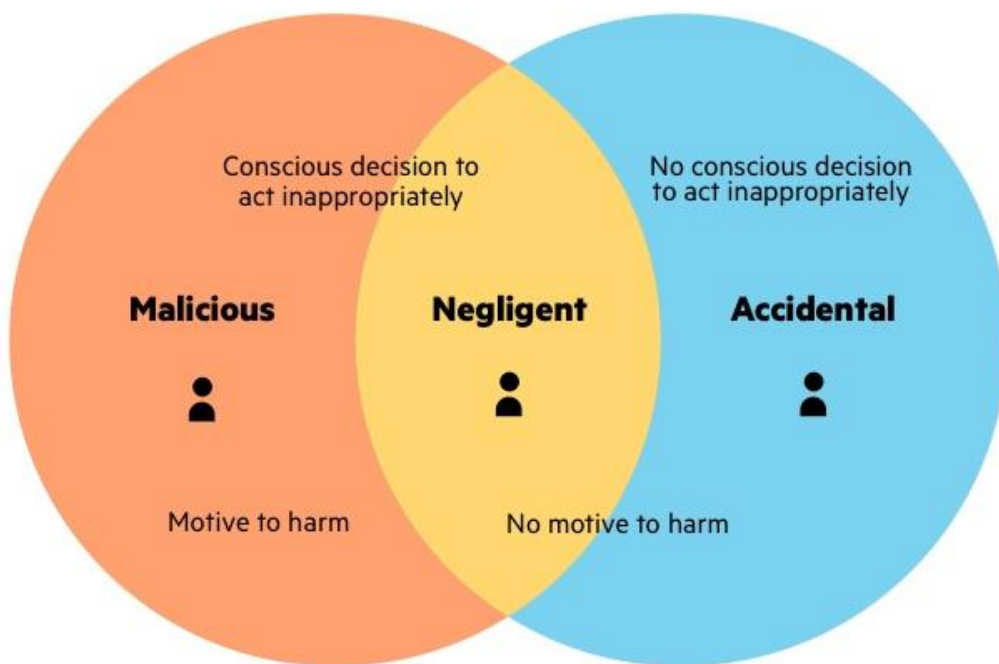 Conscious decision to
act inappropriately
No conscious decision
to act inappropriately
Malicious
Negligent
Accidental
Motive to harm
No motive to harm